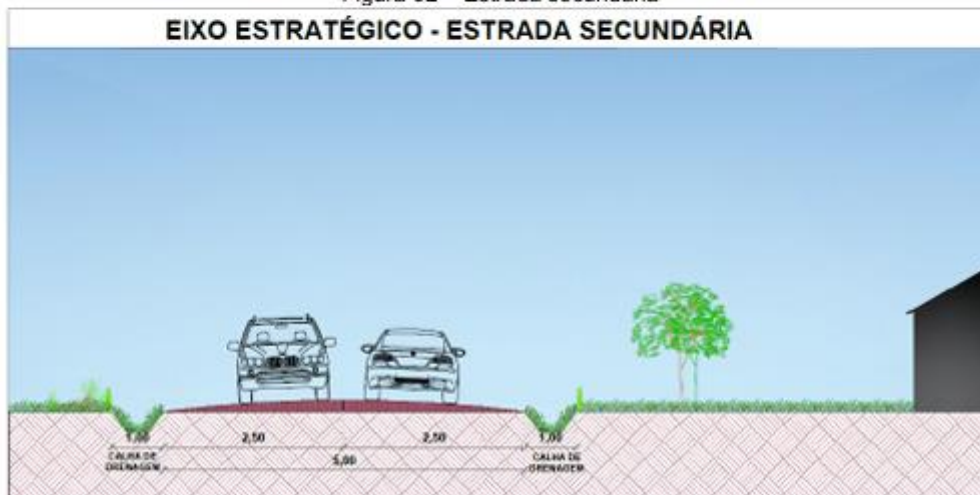 EIXO ESTRATÉGICO - ESTRADA SECUNDÁRIA
1,00 2,50 2,50 1,00
CALHA DE DRENAGEM
5,00
CALHA DE DRENAGEM